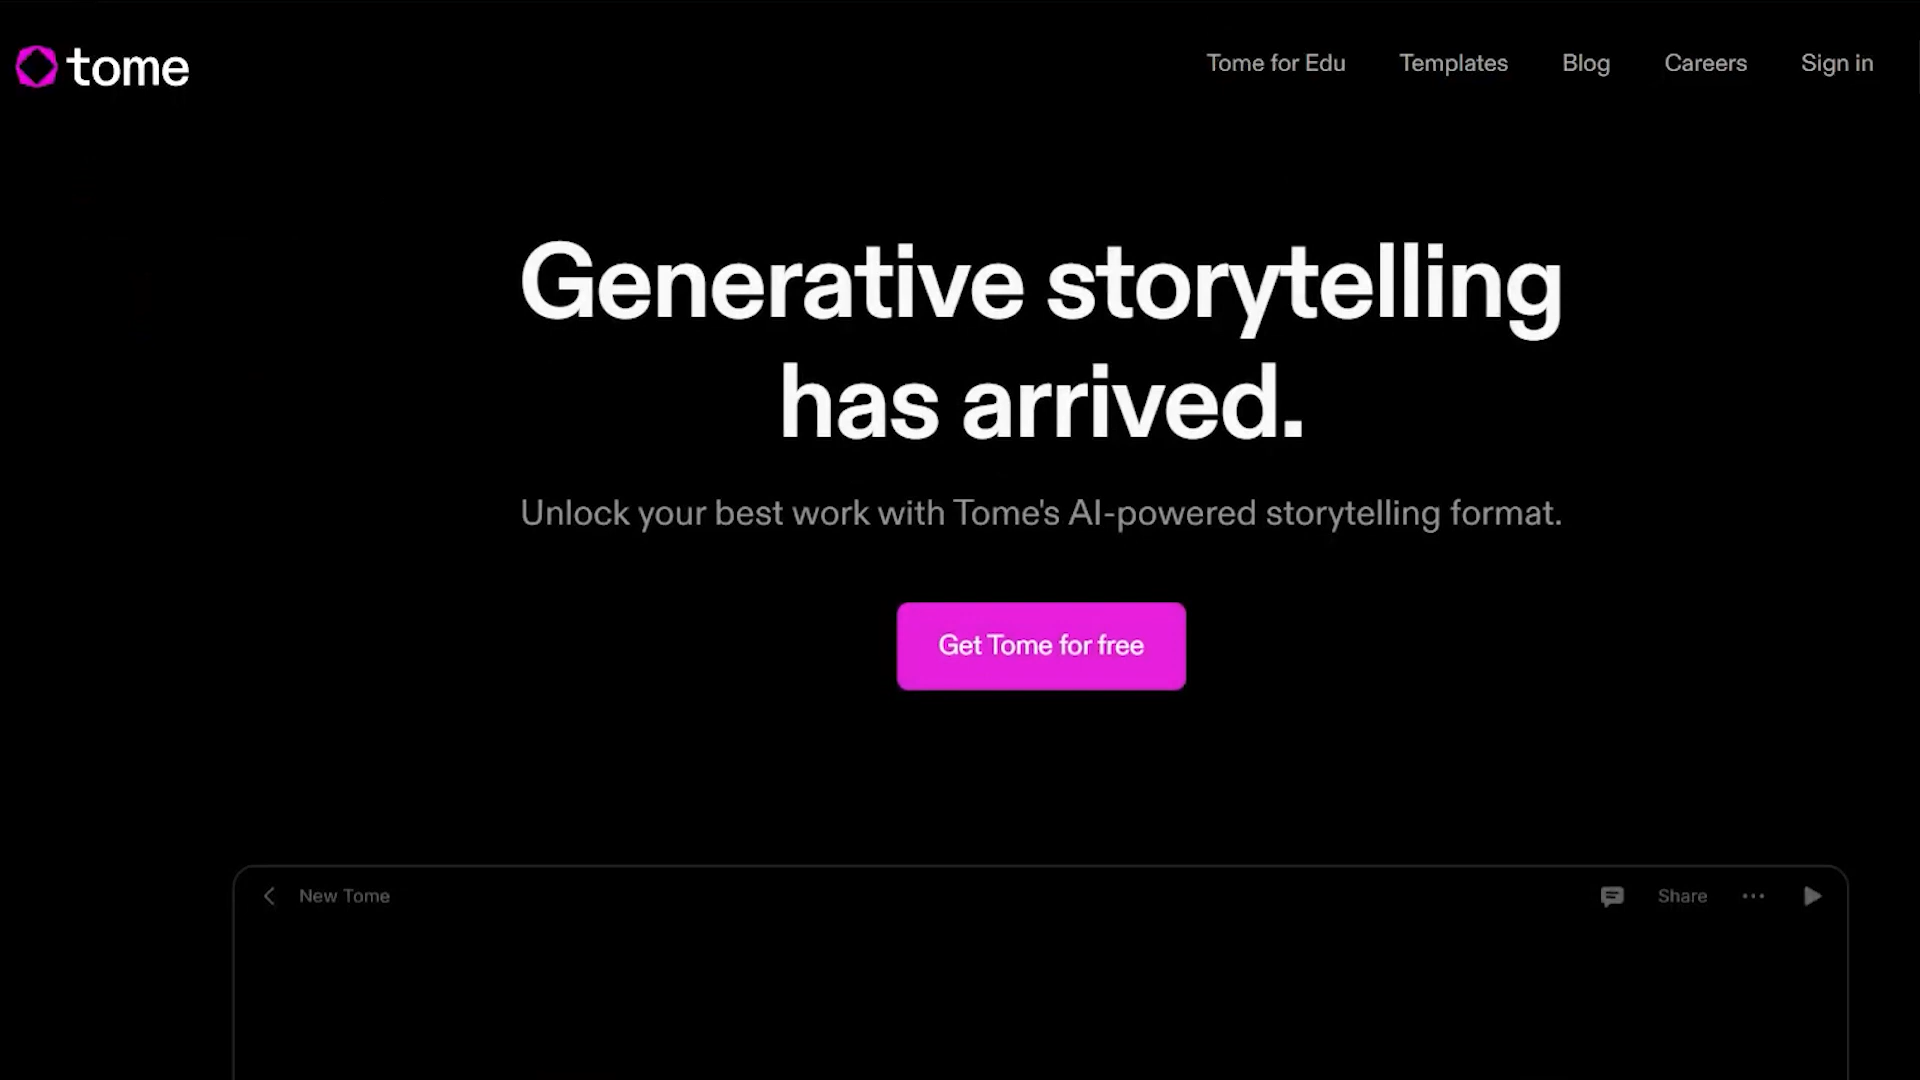 tome
Tome for Edu
Templates
Blog
Careers
Sign in
Generative storytelling
has arrived.
Unlock your best work with Tome's AI-powered storytelling format.
Get Tome for free
New Tome
Share